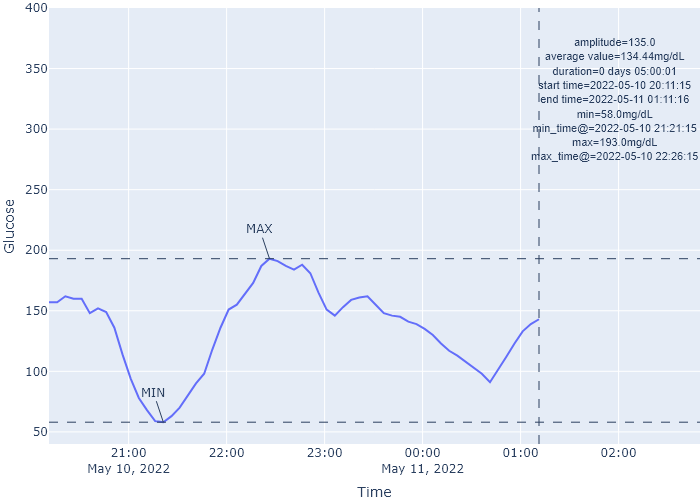 400
350
300
250
200
150
100
50
Glucose
amplitude=135.0
average value=134.44mg/dL
duration=0 days 05:00:01
start time=2022-05-10 20:11:15
end time=2022-05-11 01:11:16
min=58.0mg/dL
min_time@=2022-05-10 21:21:15
max=193.0mg/dL
max_time@=2022-05-10 22:26:15
MAX
MIN
21:00 22:00 23:00 00:00 01:00 02:00
May 10, 2022 May 11, 2022
Time